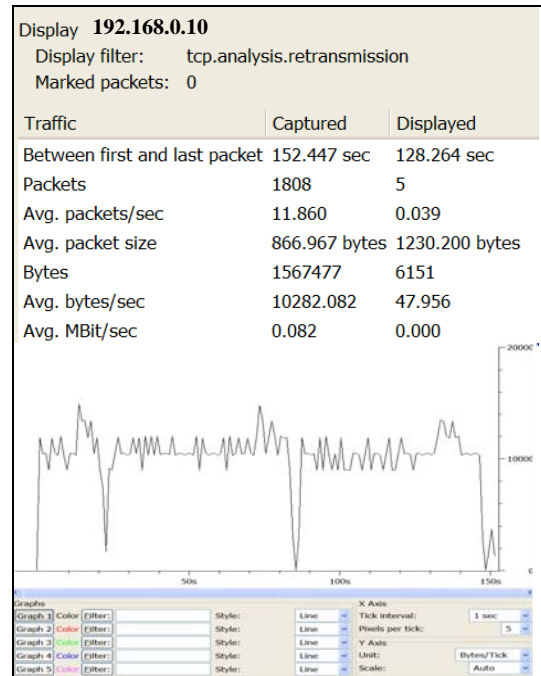 Display 192.168.0.10
Display filter: tcp.analysis.retransmission
Marked packets: 0
Traffic Captured Displayed
Between first and last packet 152.447 sec 128.264 sec
Packets 1808 5
Avg. packets/sec 11.860 0.039
Avg. packet size 866.967 bytes 1230.200 bytes
Bytes 1567477 6151
Avg. bytes/sec 10282.082 47.956
Avg. MBit/sec 0.082 0.000
20000
10000
0
50s 100s 150s
Graphs X Axis
Graph 1 Color Filter: Style: Line Tick interval: 1 sec
Graph 2 Color Filter: Style: Line Pixels per tick: 5
Graph 3 Color Filter: Style: Line Y Axis
Graph 4 Color Filter: Style: Line Unit: Bytes/Tick
Graph 5 Color Filter: Style: Line Scale: Auto